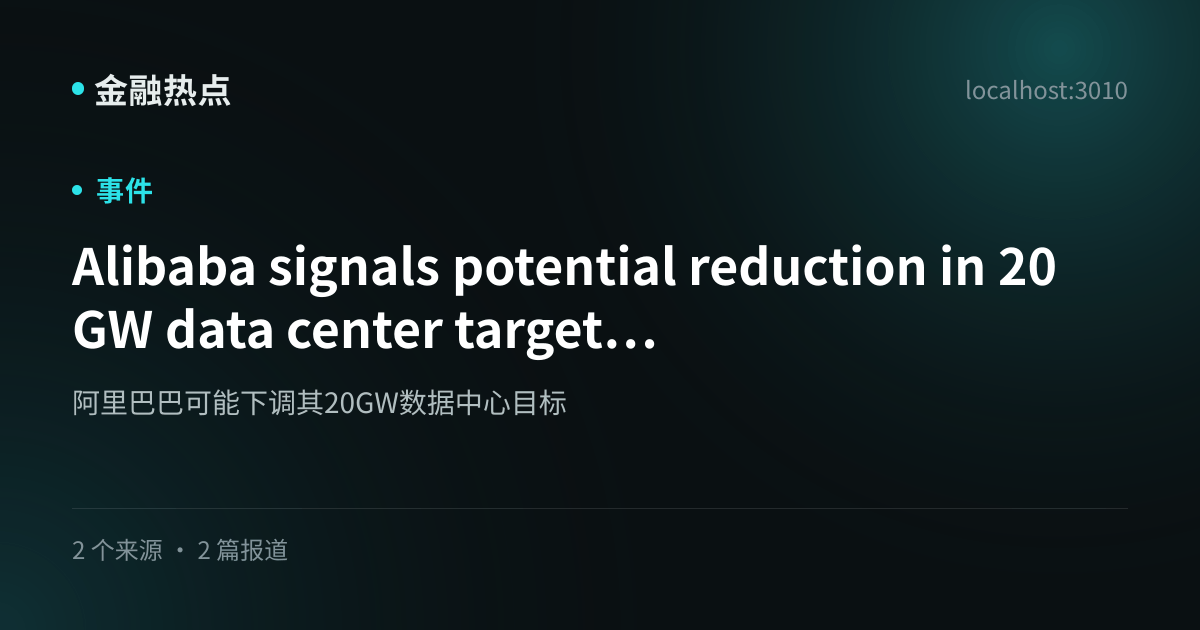 金融热点
localhost:3010
事件
Alibaba signals potential reduction in 20
GW data center target…
阿里巴巴可能下调其20GW数据中心目标
2 个来源 · 2 篇报道